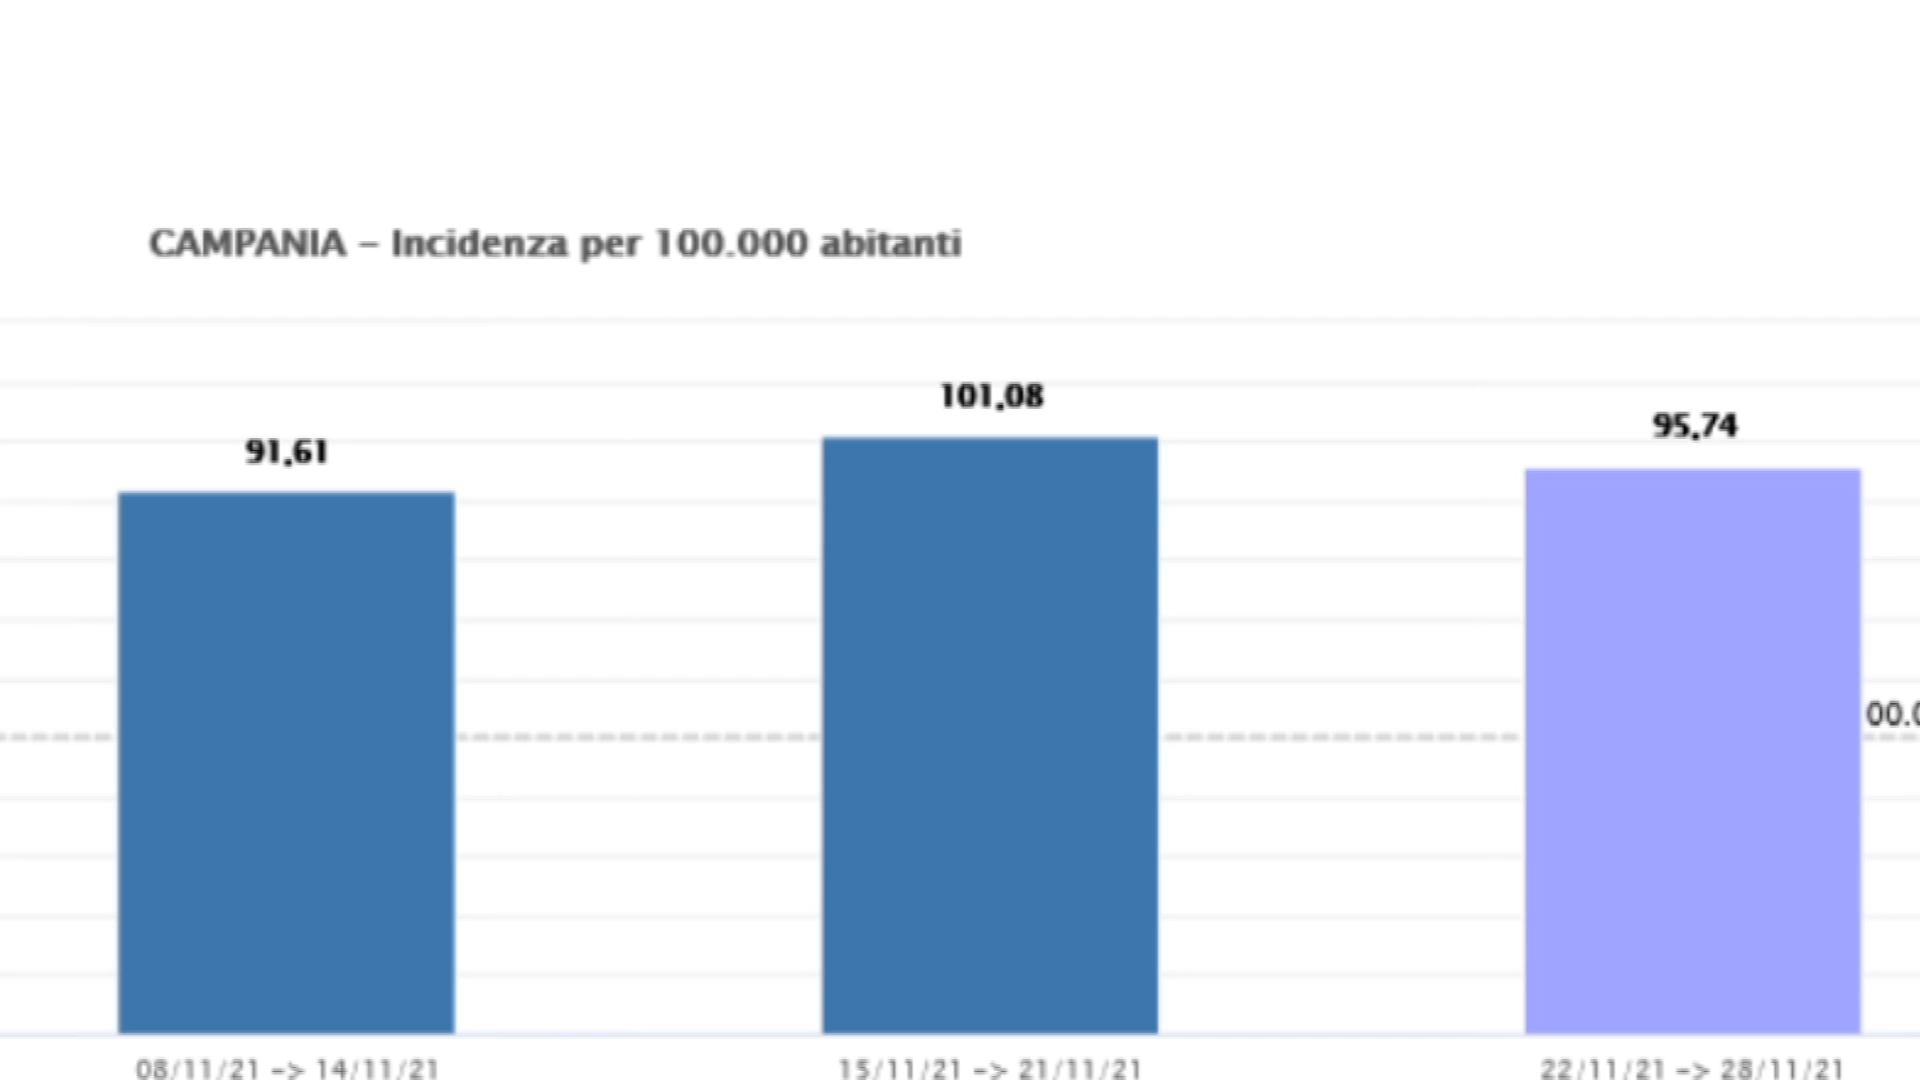 CAMPANIA – Incidenza per 100.000 abitanti
101,08
95,74
91,61
08/11/21 -> 14/11/21
15/11/21 -> 21/11/21
22/11/21 -> 28/11/21